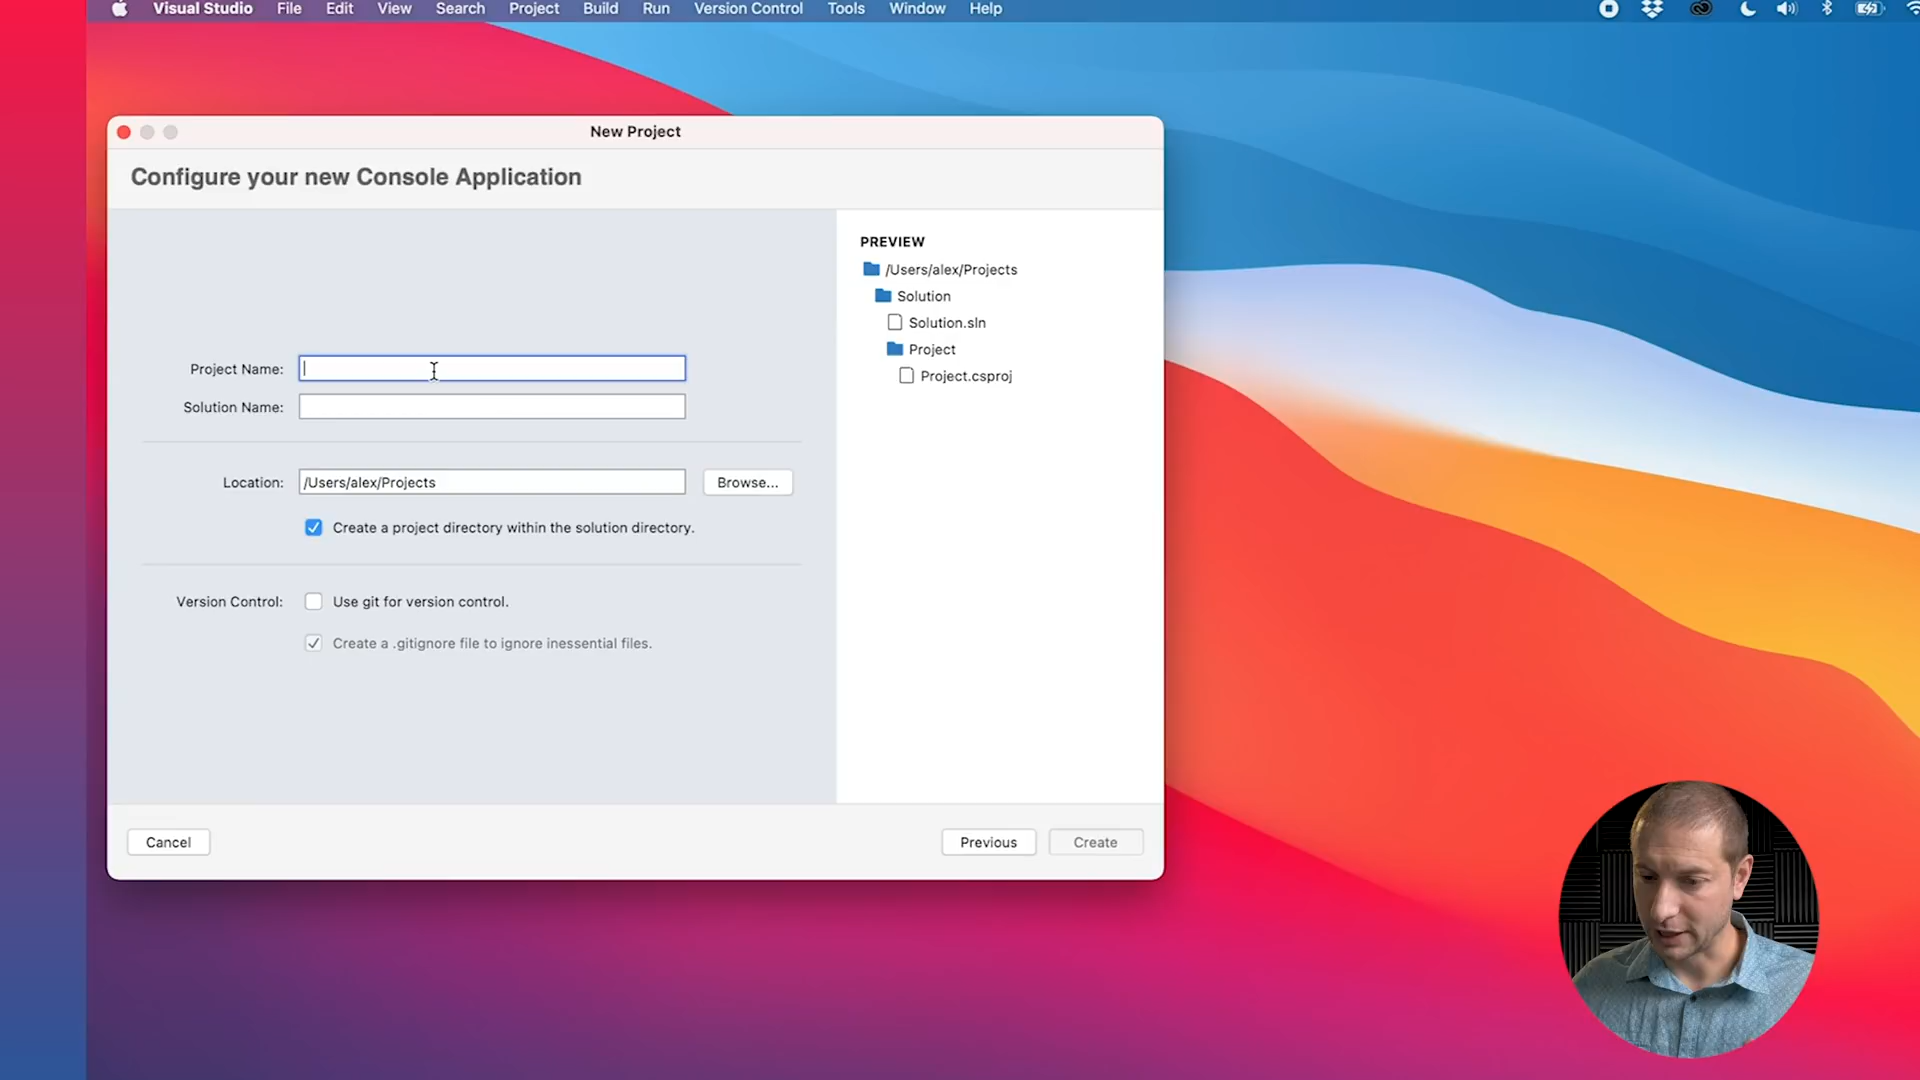 Visual Studio File Edit View Search Project Build Run Version Control Tools Window Help
New Project
Configure your new Console Application
Project Name:
Solution Name:
Location: /Users/alex/Projects Browse...
Create a project directory within the solution directory.
Version Control: Use git for version control.
Create a .gitignore file to ignore inessential files.
PREVIEW
/Users/alex/Projects
Solution
Solution.sln
Project
Project.csproj
Cancel Previous Create